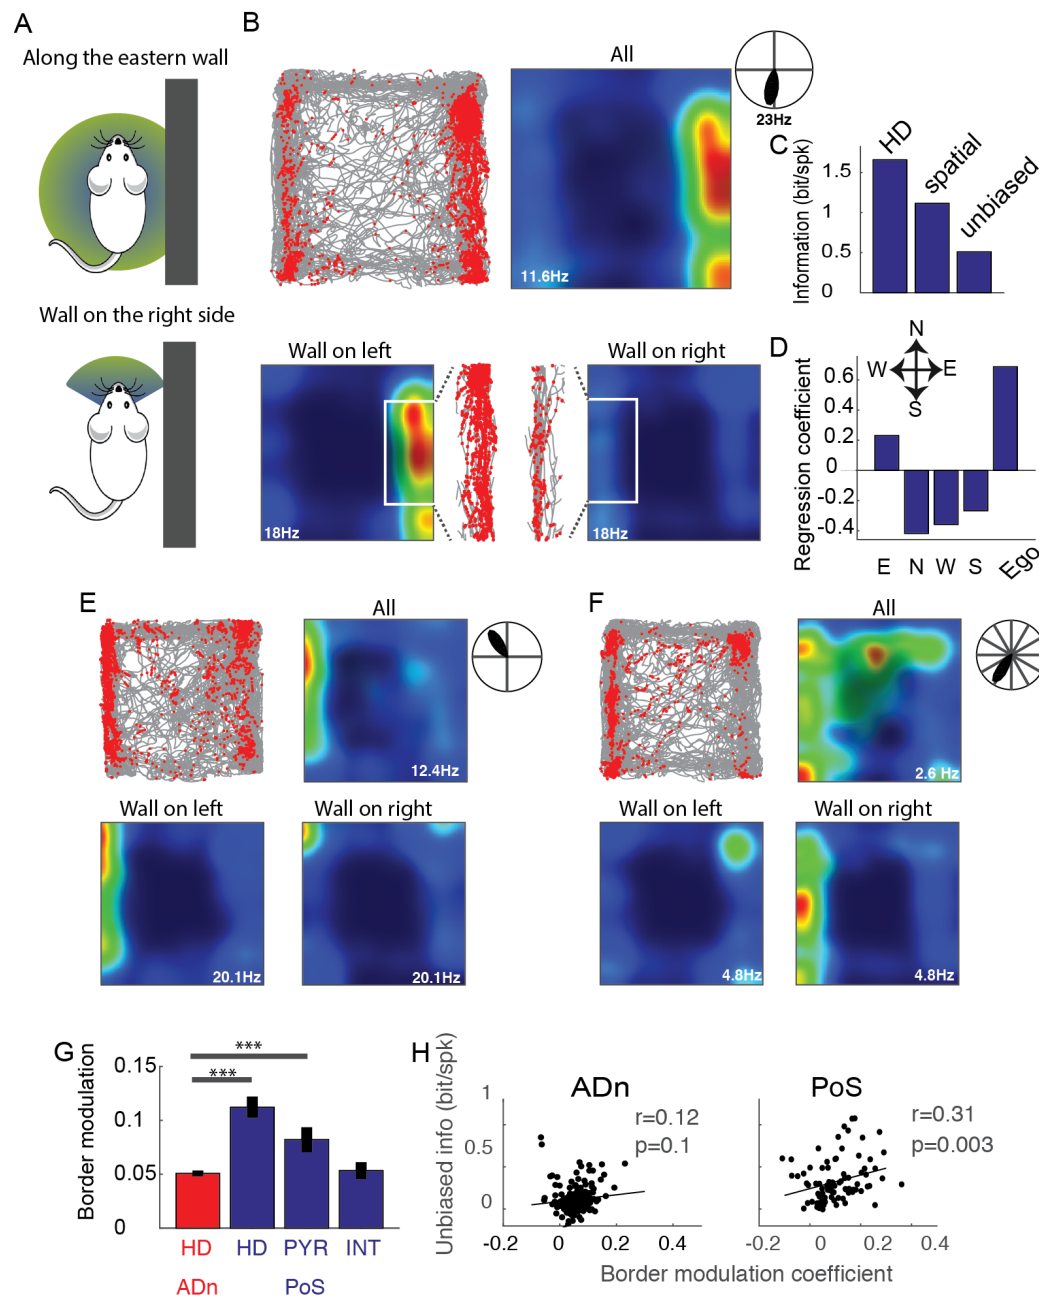 A
Along the eastern wall
Wall on the right side
B
All
11.6Hz
23Hz
Wall on left
18Hz
Wall on right
18Hz
C
Information (bit/spk)
1.5
1
0.5
0
HD
spatial
unbiased
D
Regression coefficient
N
W E
S
0.6
0.4
0.2
0
-0.2
-0.4
E N W S Ego
E
All
12.4Hz
Wall on left
20.1Hz
Wall on right
20.1Hz
F
All
2.6 Hz
Wall on left
4.8Hz
Wall on right
4.8Hz
G
Border modulation
0.15
0.1
0.05
0
***
***
HD HD PYR INT
ADn PoS
H
Unbiased info (bit/spk)
1
0.5
0
ADn
r=0.12
p=0.1
-0.2 0 0.2 0.4
PoS
r=0.31
p=0.003
-0.2 0 0.2 0.4
Border modulation coefficient